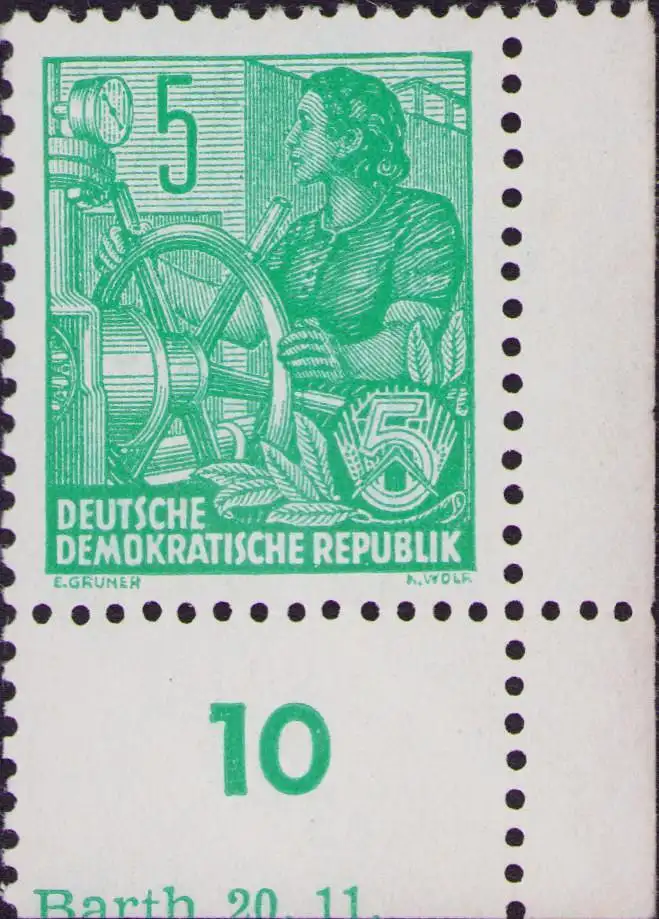 5
5
DEUTSCHE
DEMOKRATISCHE REPUBLIK
E.GRUNER K.WOLF
10
Barth 20. 11.